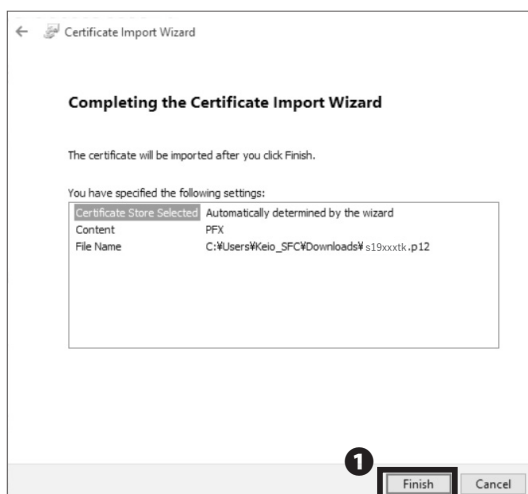 ← Certificate Import Wizard
Completing the Certificate Import Wizard
The certificate will be imported after you click Finish.
You have specified the following settings:
Certificate Store Selected Automatically determined by the wizard
Content PFX
File Name C:¥Users¥Keio_SFC¥Downloads¥s19xxxtk.p12
❶
Finish Cancel